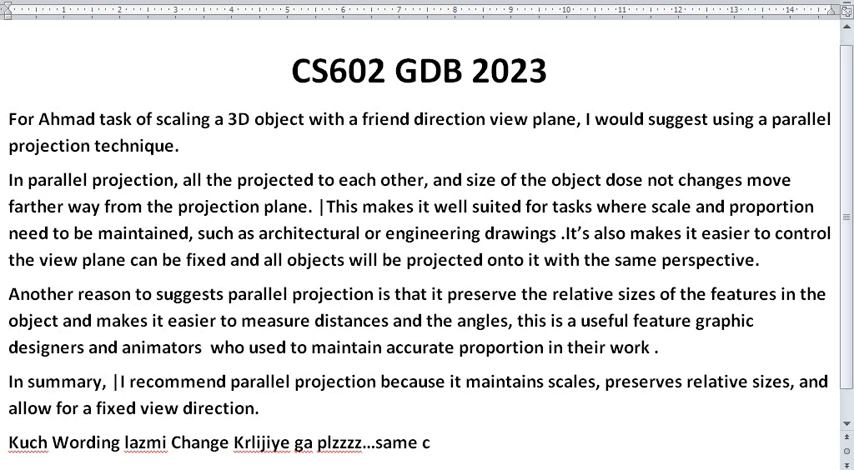 CS602 GDB 2023
For Ahmad task of scaling a 3D object with a friend direction view plane, I would suggest using a parallel
projection technique.
In parallel projection, all the projected to each other, and size of the object dose not changes move
farther way from the projection plane. |This makes it well suited for tasks where scale and proportion
need to be maintained, such as architectural or engineering drawings .It’s also makes it easier to control
the view plane can be fixed and all objects will be projected onto it with the same perspective.
Another reason to suggests parallel projection is that it preserve the relative sizes of the features in the
object and makes it easier to measure distances and the angles, this is a useful feature graphic
designers and animators who used to maintain accurate proportion in their work .
In summary, |I recommend parallel projection because it maintains scales, preserves relative sizes, and
allow for a fixed view direction.
Kuch Wording lazmi Change Krlijiye ga plzzzz...same c